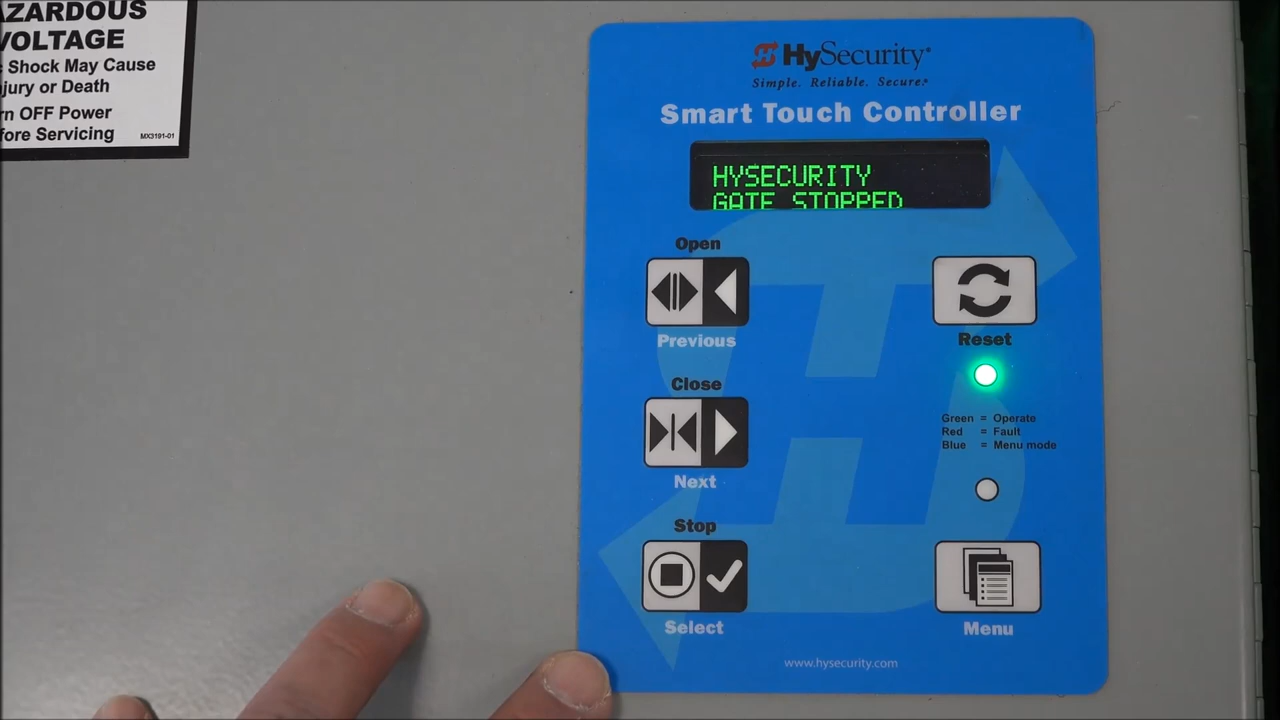 AZARDOUS
VOLTAGE
Shock May Cause
jury or Death
rn OFF Power
fore Servicing
MX3191-01
HySecurity
Simple. Reliable. Secure.
Smart Touch Controller
HYSECURITY
GATE STOPPED
Open
Previous
Reset
Close
Green = Operate
Red = Fault
Blue = Menu mode
Next
Stop
Select
Menu
www.hysecurity.com